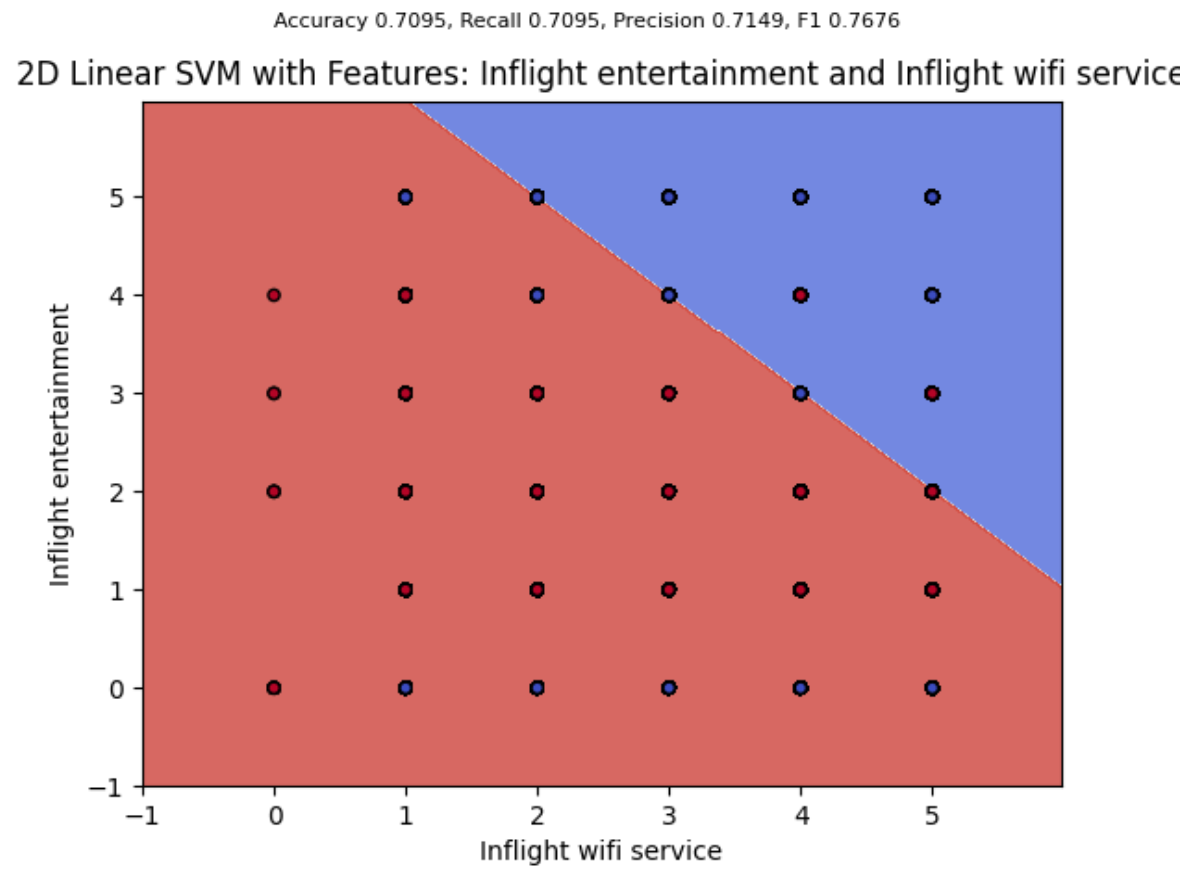 Accuracy 0.7095, Recall 0.7095, Precision 0.7149, F1 0.7676
2D Linear SVM with Features: Inflight entertainment and Inflight wifi service
5
4
3
2
1
0
−1
Inflight entertainment
−1 0 1 2 3 4 5
Inflight wifi service